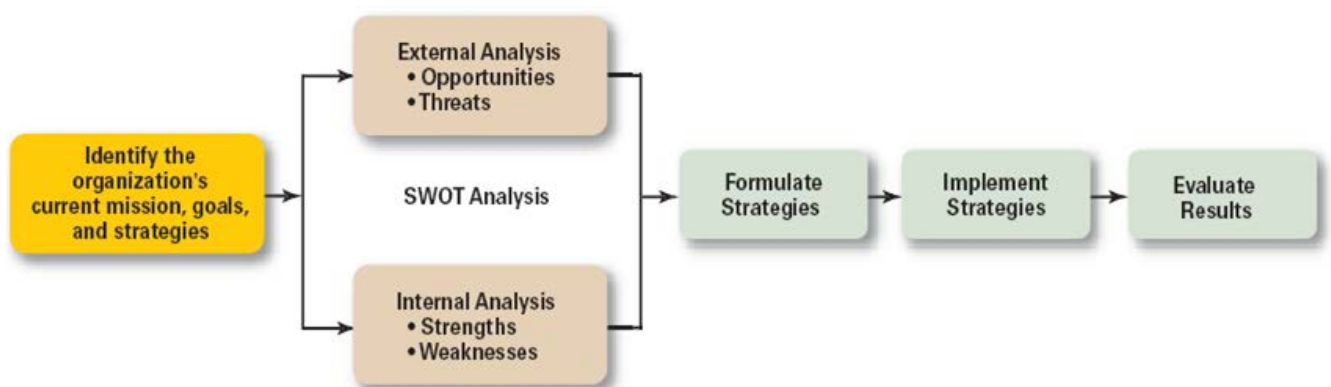 Identify the
organization's
current mission, goals,
and strategies
External Analysis
• Opportunities
• Threats
SWOT Analysis
Internal Analysis
• Strengths
• Weaknesses
Formulate
Strategies
Implement
Strategies
Evaluate
Results